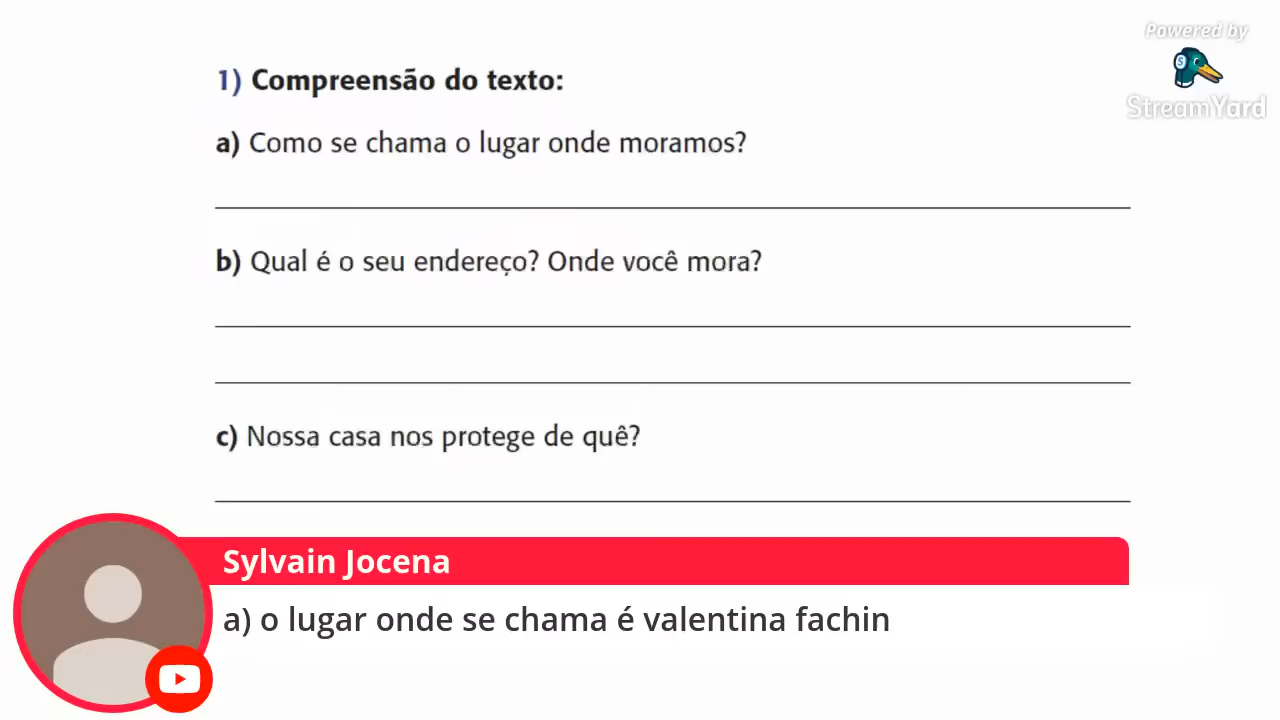 Powered by
StreamYard
1) Compreensão do texto:
a) Como se chama o lugar onde moramos?
b) Qual é o seu endereço? Onde você mora?
c) Nossa casa nos protege de quê?
Sylvain Jocena
a) o lugar onde se chama é valentina fachin